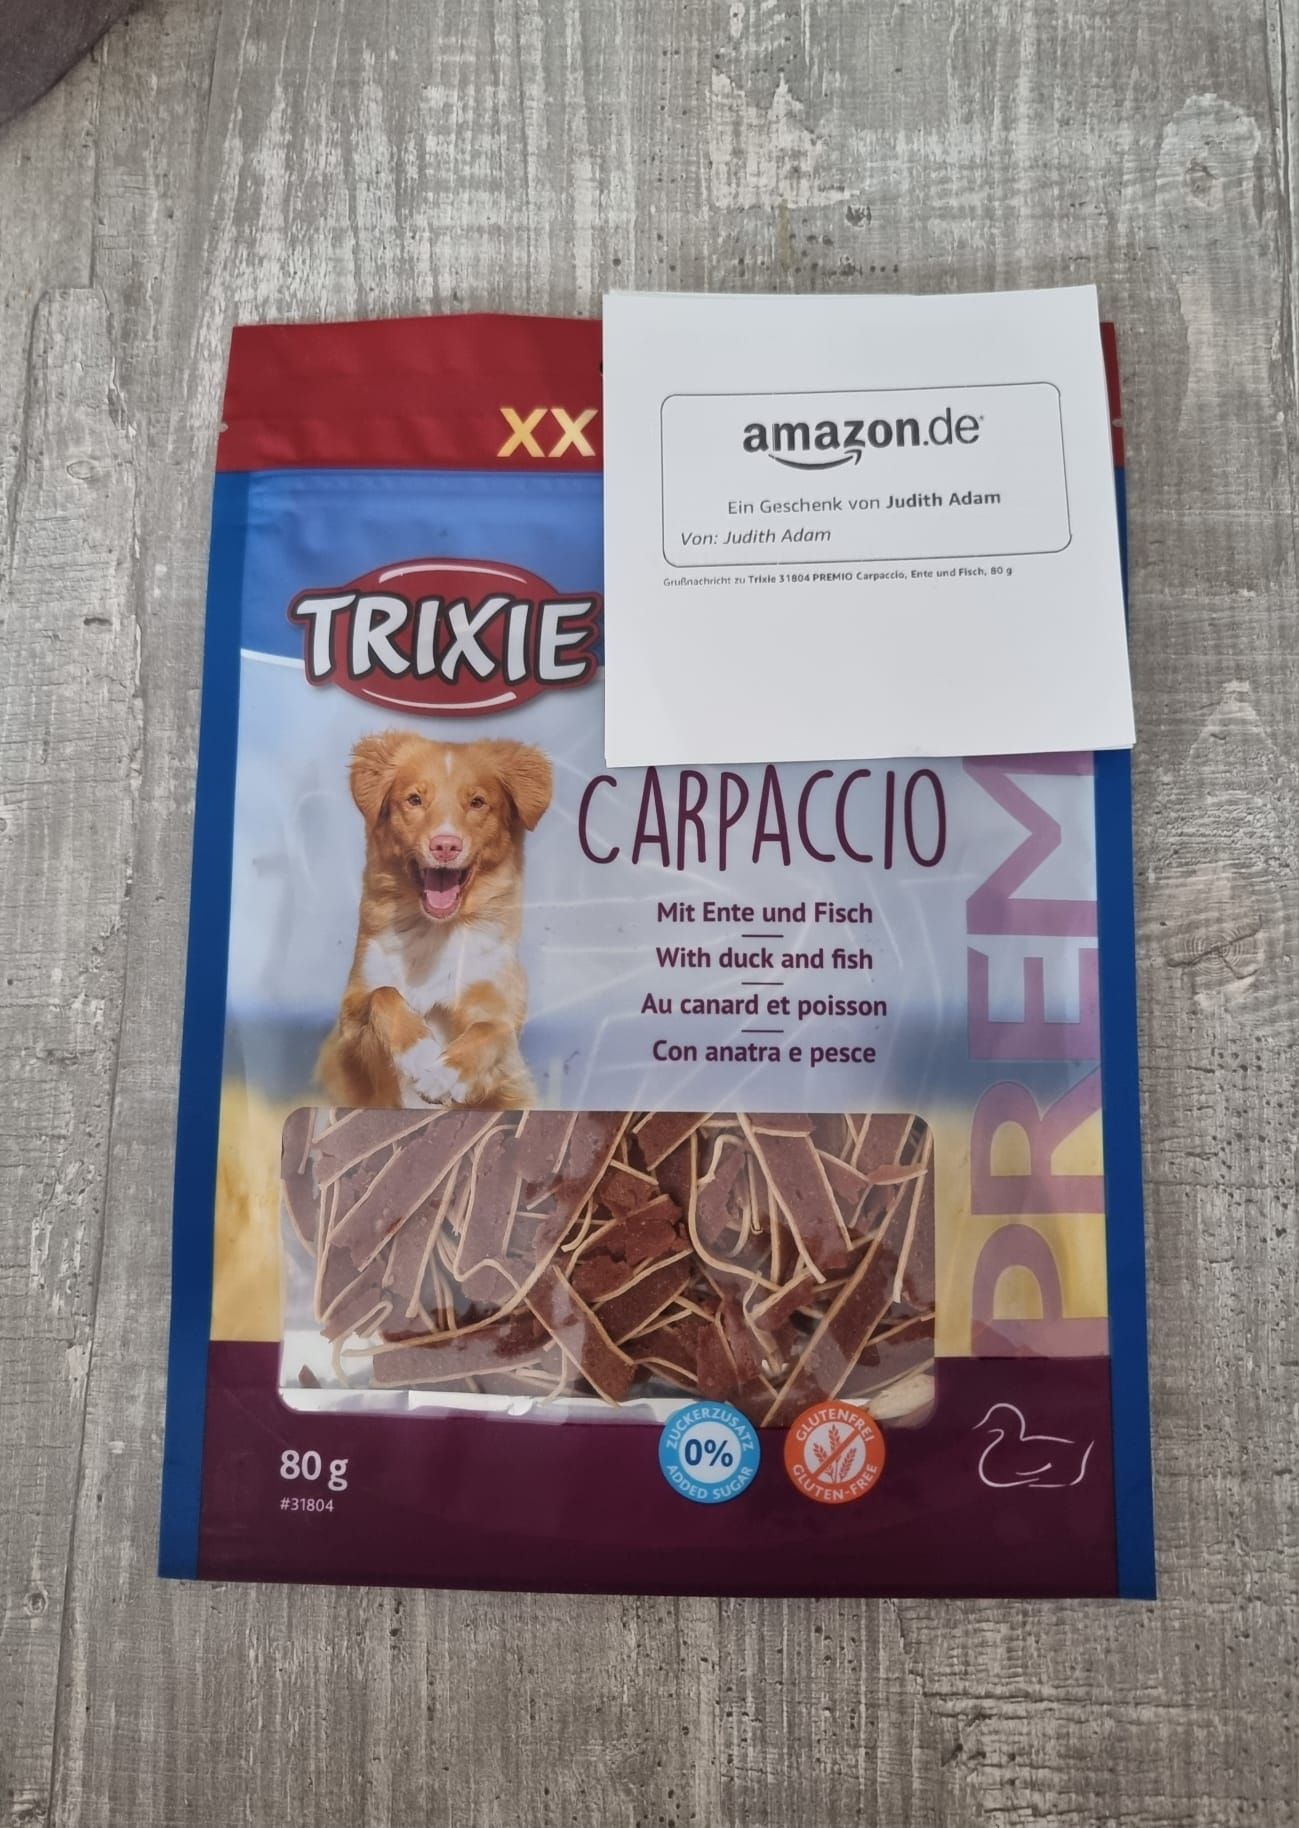 XX
amazon.de
Ein Geschenk von Judith Adam
Von: Judith Adam
Grußnachricht zu Trixie 31804 PREMIO Carpaccio, Ente und Fisch, 80 g
TRIXIE
CARPACCIO
Mit Ente und Fisch
With duck and fish
Au canard et poisson
Con anatra e pesce
PREM
80 g
#31804
ZUCKERZUSATZ
0%
ADDED SUGAR
GLUTENFREI
GLUTEN-FREE